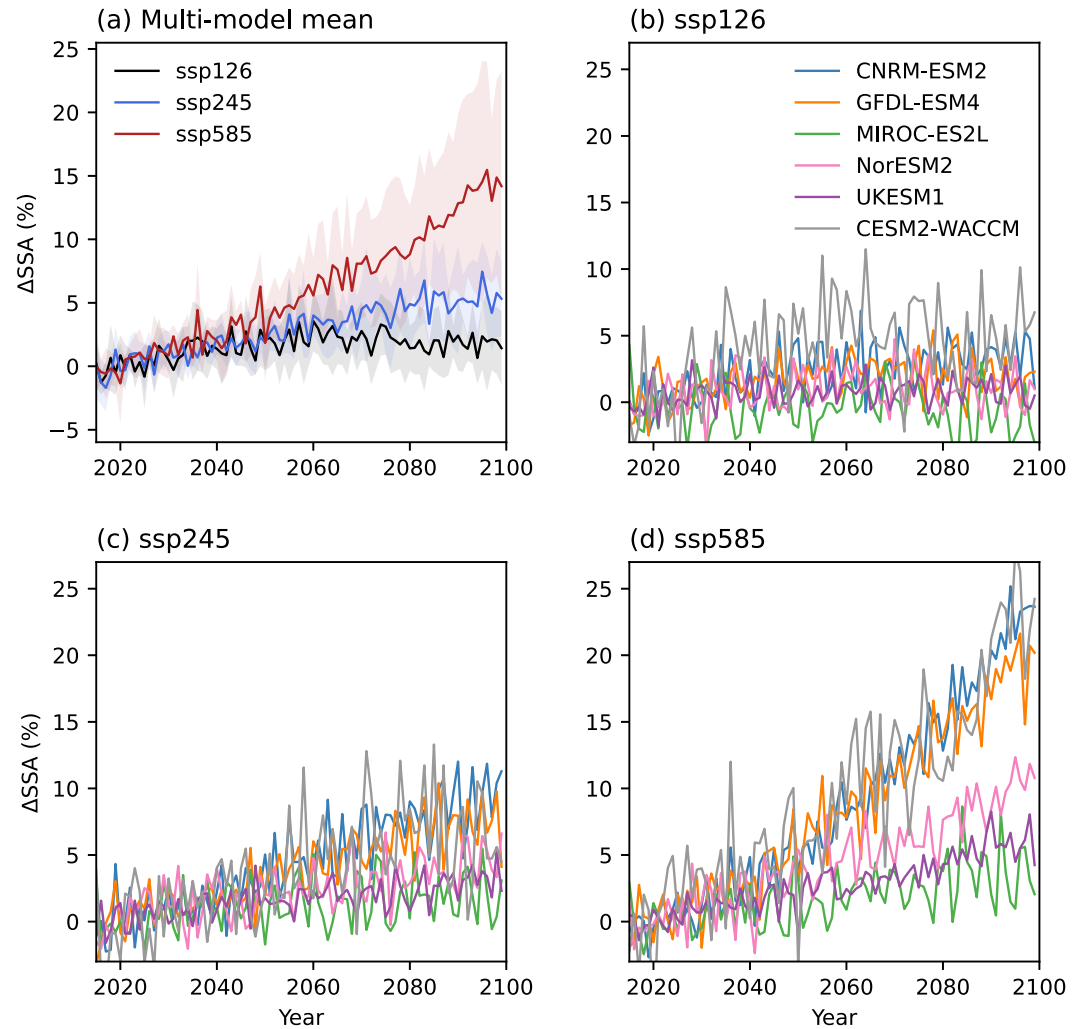 (a) Multi-model mean
ΔSSA (%)
25
20
15
10
5
0
−5
2020
2040
2060
2080
2100
ssp126
ssp245
ssp585
(b) ssp126
25
20
15
10
5
0
2020
2040
2060
2080
2100
CNRM-ESM2
GFDL-ESM4
MIROC-ES2L
NorESM2
UKESM1
CESM2-WACCM
(c) ssp245
ΔSSA (%)
25
20
15
10
5
0
2020
2040
2060
2080
2100
Year
(d) ssp585
25
20
15
10
5
0
2020
2040
2060
2080
2100
Year